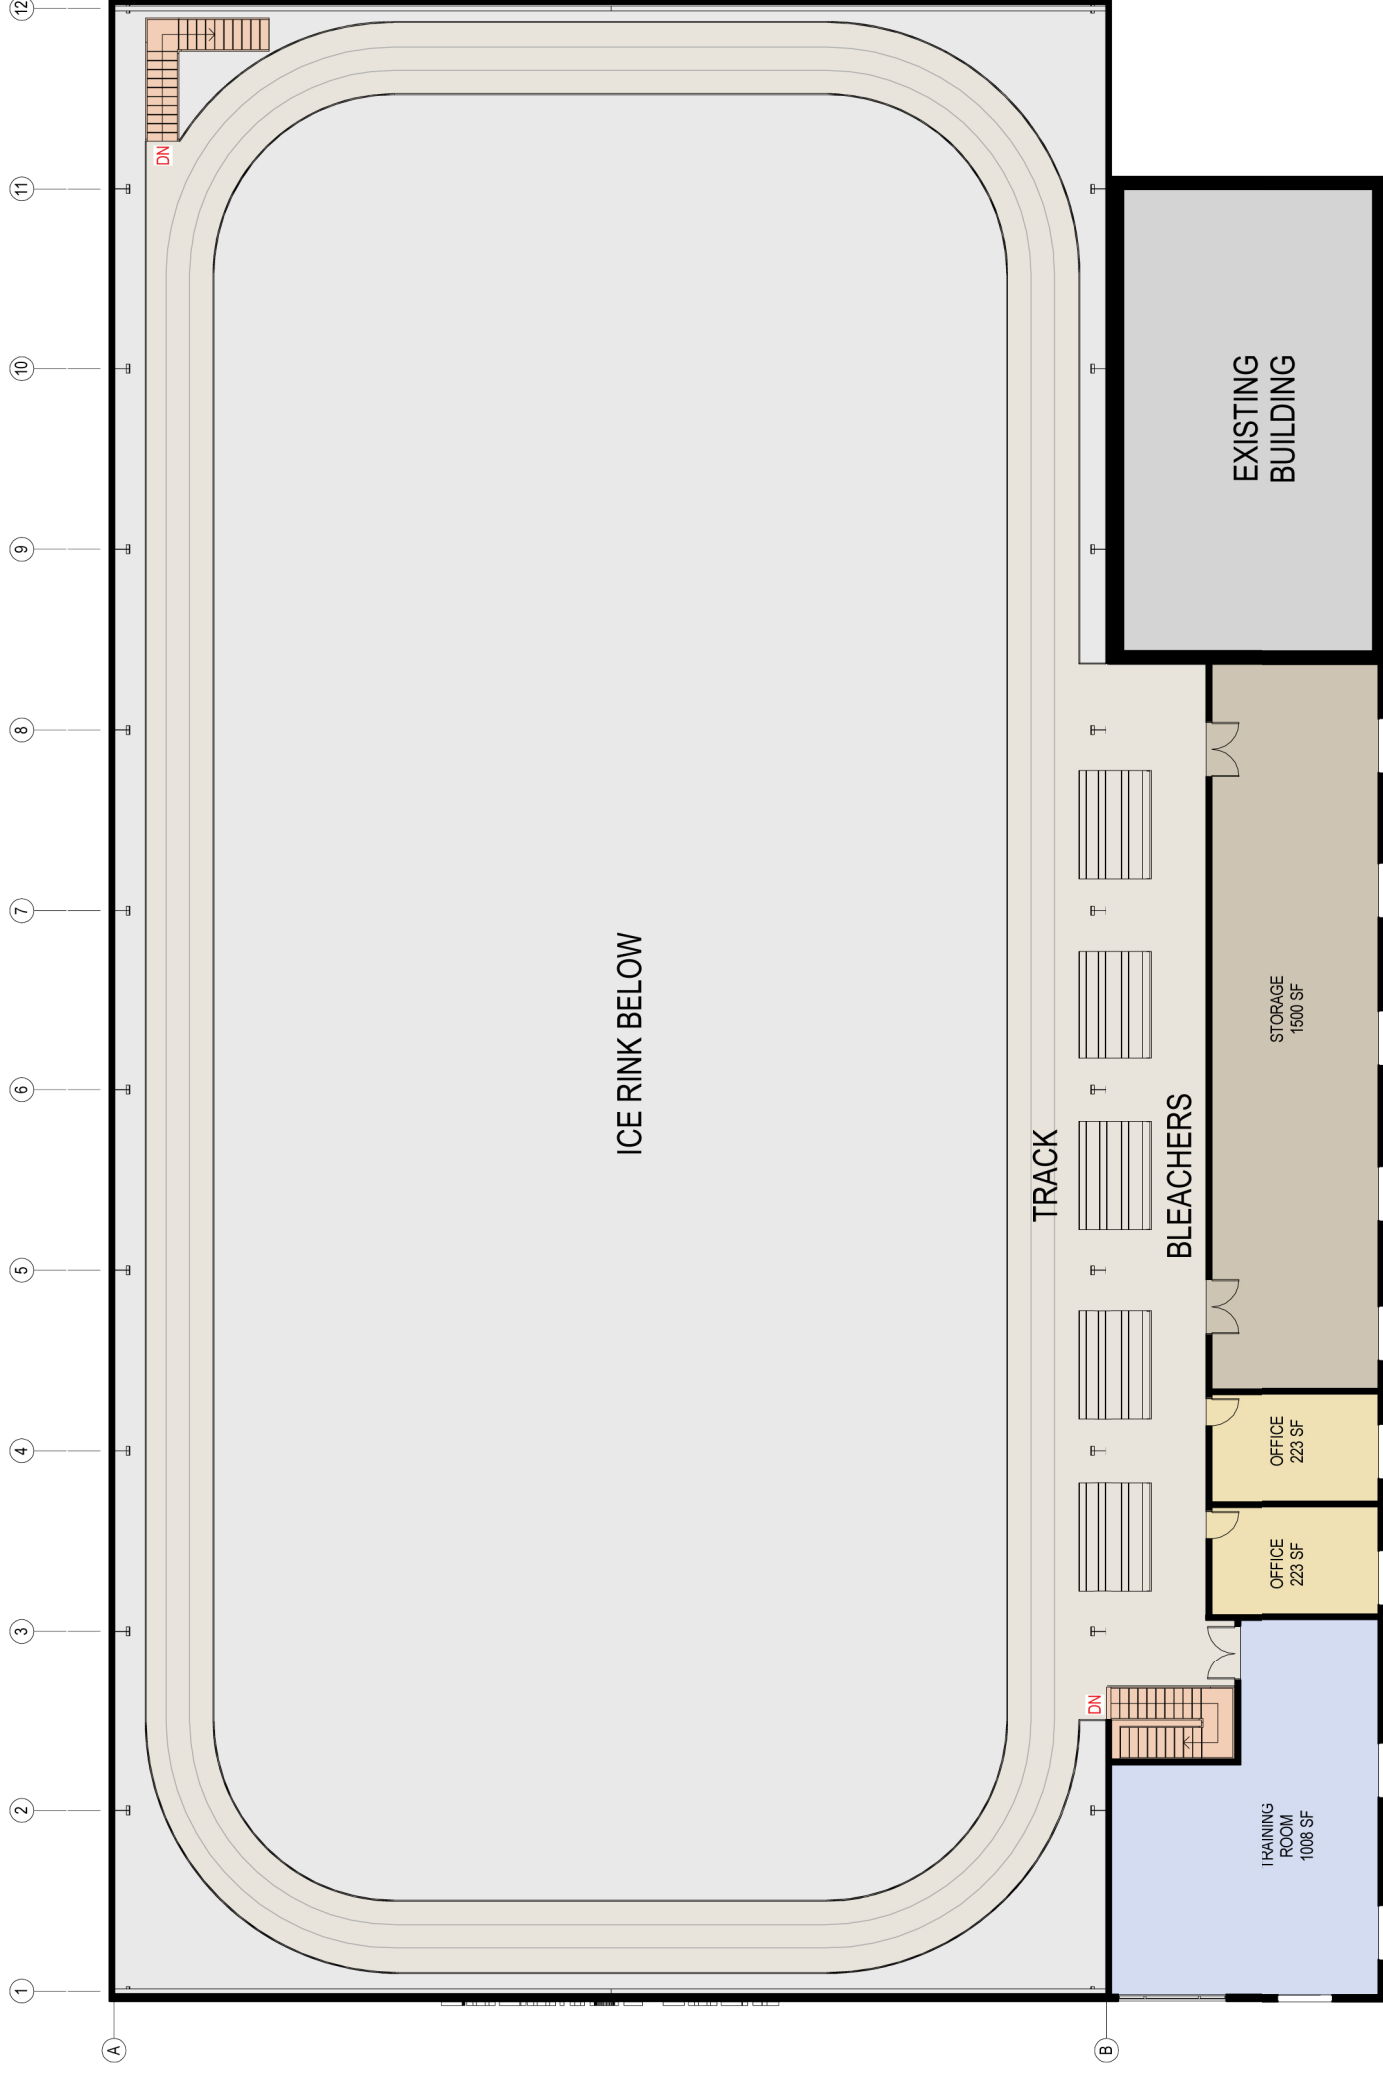 12
11
10
9
8
7
6
5
4
3
2
1
A
B
DN
ICE RINK BELOW
TRACK
BLEACHERS
DN
EXISTING
BUILDING
STORAGE
1500 SF
OFFICE
223 SF
OFFICE
223 SF
TRAINING
ROOM
1008 SF